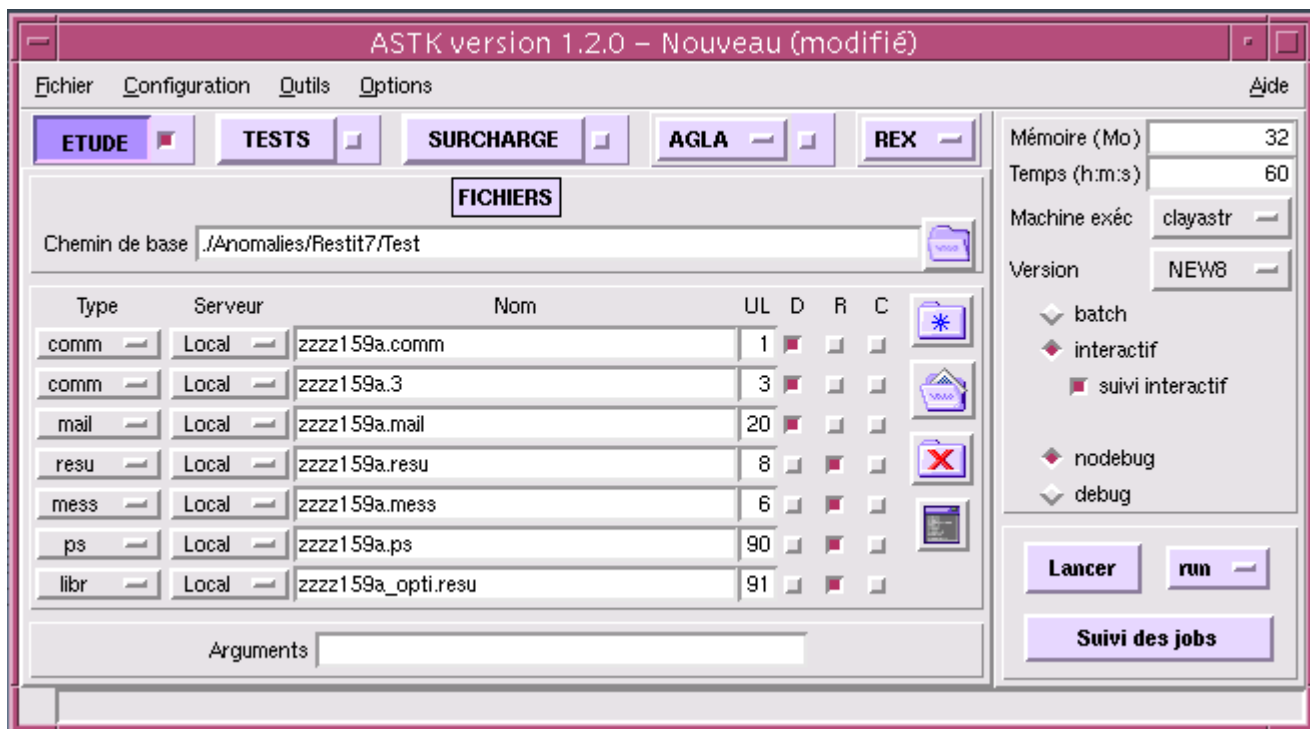 ASTK version 1.2.0 – Nouveau (modifié)
Fichier Configuration Outils Options Aide
ETUDE TESTS SURCHARGE AGLA REX
FICHIERS
Chemin de base ./Anomalies/Restit7/Test
Type Serveur Nom UL D R C
comm Local zzzz159a.comm 1
comm Local zzzz159a.3 3
mail Local zzzz159a.mail 20
resu Local zzzz159a.resu 8
mess Local zzzz159a.mess 6
ps Local zzzz159a.ps 90
libr Local zzzz159a_opti.resu 91
Arguments
Mémoire (Mo) 32
Temps (h:m:s) 60
Machine exéc clayastr
Version NEW8
batch
interactif
suivi interactif
nodebug
debug
Lancer run
Suivi des jobs